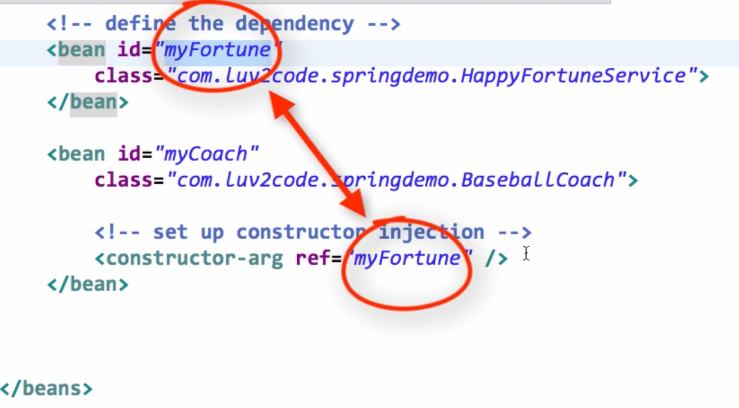 <!-- define the dependency -->
<bean id="myFortune"
class="com.luv2code.springdemo.HappyFortuneService">
</bean>
<bean id="myCoach"
class="com.luv2code.springdemo.BaseballCoach">
<!-- set up constructor injection -->
<constructor-arg ref="myFortune" />
</bean>
</beans>